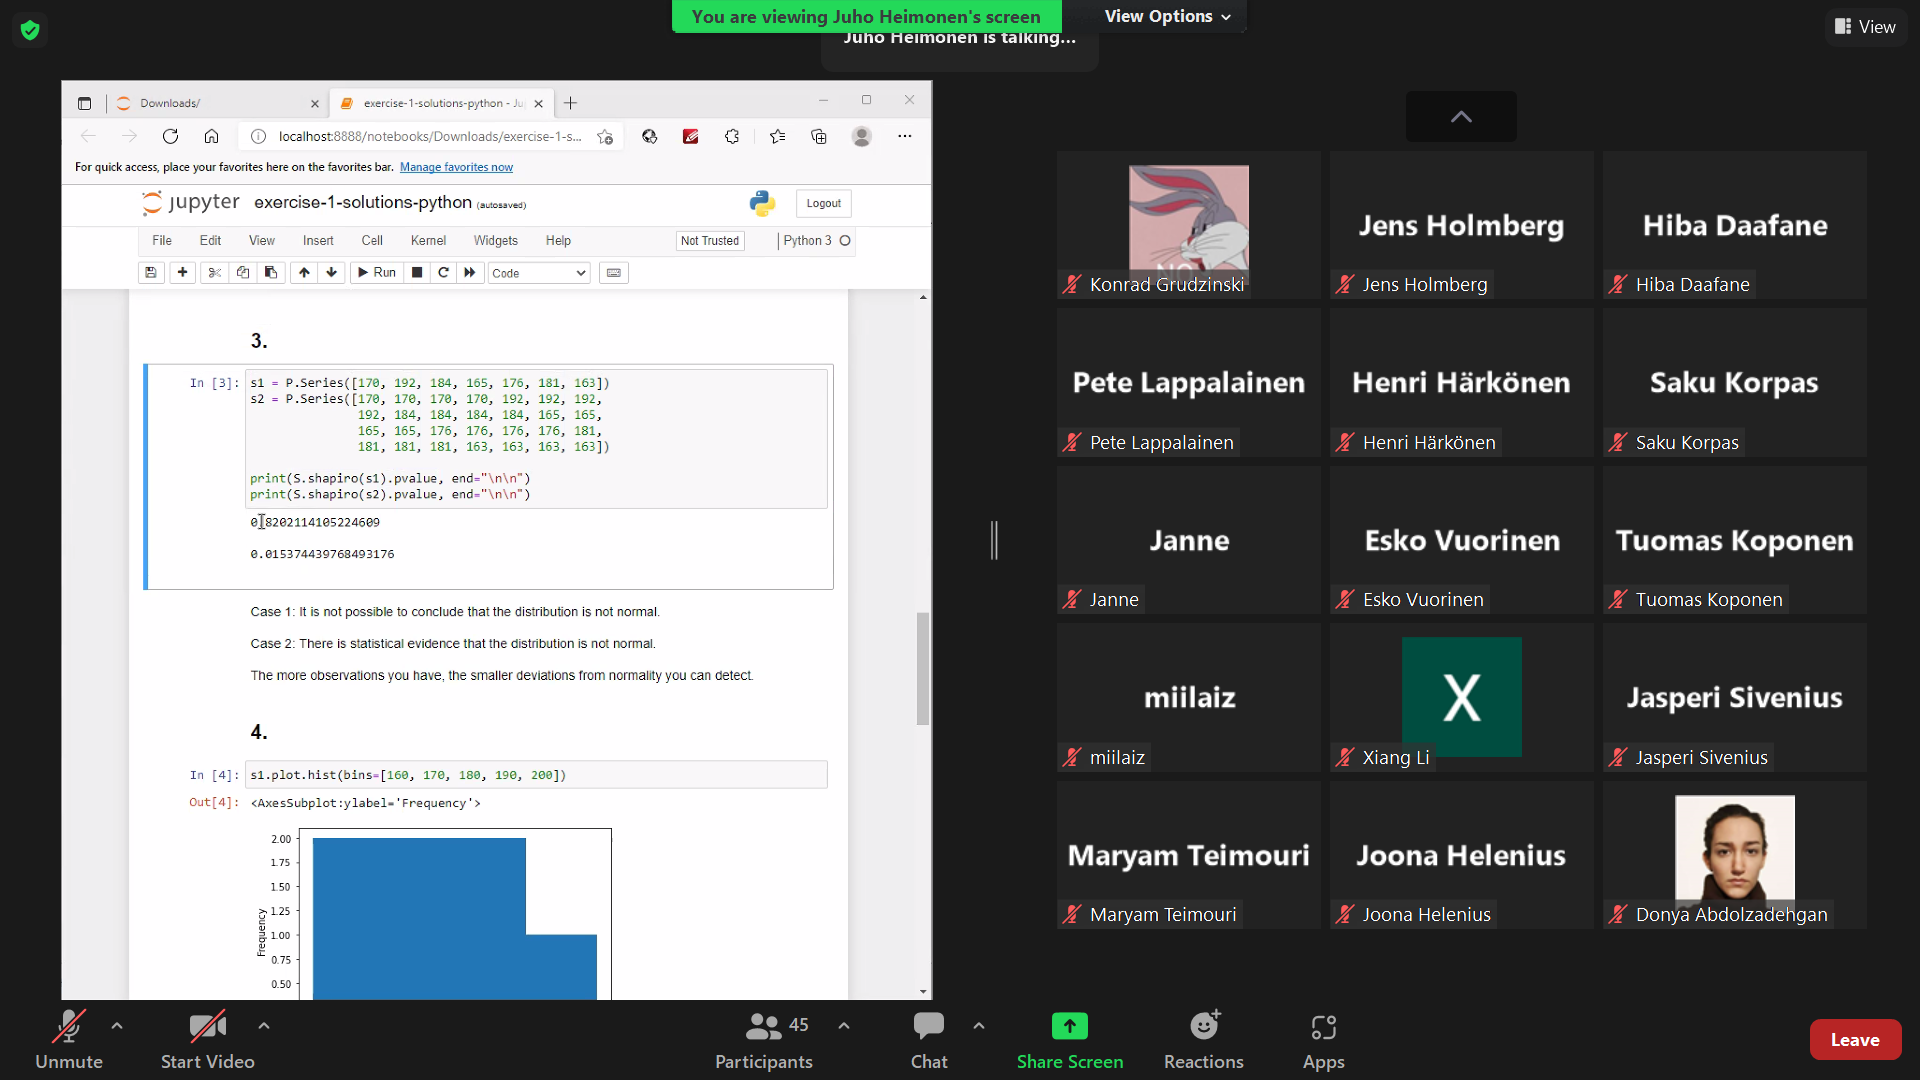 You are viewing Juho Heimonen's screen
View Options
Juho Heimonen is talking...
View
Downloads/
exercise-1-solutions-python - Ju
localhost:8888/notebooks/Downloads/exercise-1-s...
For quick access, place your favorites here on the favorites bar. Manage favorites now
jupyter exercise-1-solutions-python (autosaved)
Logout
File Edit View Insert Cell Kernel Widgets Help
Not Trusted
Python 3
Run
Code
3.
In [3]:
s1 = P.Series([170, 192, 184, 165, 176, 181, 163])
s2 = P.Series([170, 170, 170, 170, 192, 192, 192,
192, 184, 184, 184, 184, 165, 165,
165, 165, 176, 176, 176, 176, 181,
181, 181, 181, 163, 163, 163, 163])
print(S.shapiro(s1).pvalue, end="\n\n")
print(S.shapiro(s2).pvalue, end="\n\n")
0.8202114105224609
0.015374439768493176
Case 1: It is not possible to conclude that the distribution is not normal.
Case 2: There is statistical evidence that the distribution is not normal.
The more observations you have, the smaller deviations from normality you can detect.
4.
In [4]:
s1.plot.hist(bins=[160, 170, 180, 190, 200])
Out[4]:
<AxesSubplot:ylabel='Frequency'>
2.00
1.75
1.50
1.25
1.00
0.75
0.50
Frequency
NO
Konrad Grudzinski
Jens Holmberg
Jens Holmberg
Hiba Daafane
Hiba Daafane
Pete Lappalainen
Pete Lappalainen
Henri Härkönen
Henri Härkönen
Saku Korpas
Saku Korpas
Janne
Janne
Esko Vuorinen
Esko Vuorinen
Tuomas Koponen
Tuomas Koponen
miilaiz
miilaiz
X
Xiang Li
Jasperi Sivenius
Jasperi Sivenius
Maryam Teimouri
Maryam Teimouri
Joona Helenius
Joona Helenius
Donya Abdolzadehgan
Unmute
Start Video
45
Participants
Chat
Share Screen
Reactions
Apps
Leave